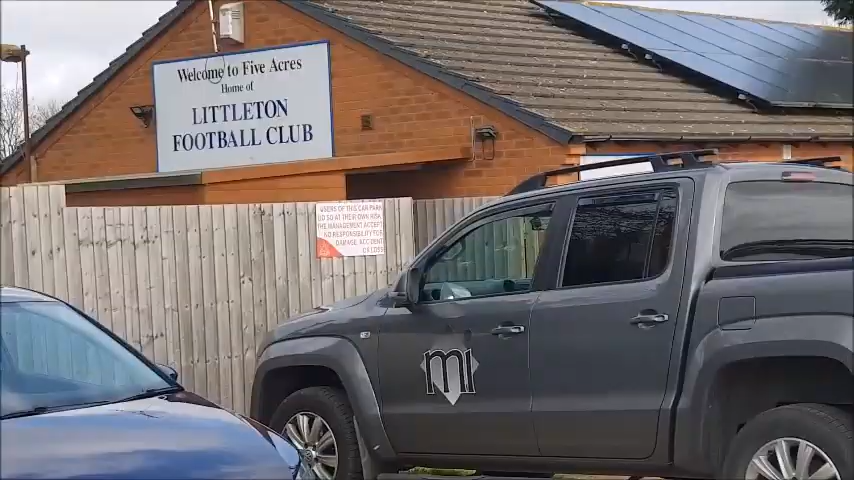 Welcome to Five Acres
Home of
LITTLETON
FOOTBALL CLUB
USERS OF THIS CAR PARK
DO SO AT THEIR OWN RISK
THE MANAGEMENT ACCEPT
NO RESPONSIBILITY
FOR ANY
DAMAGE, ACCIDENT
OR LOSS